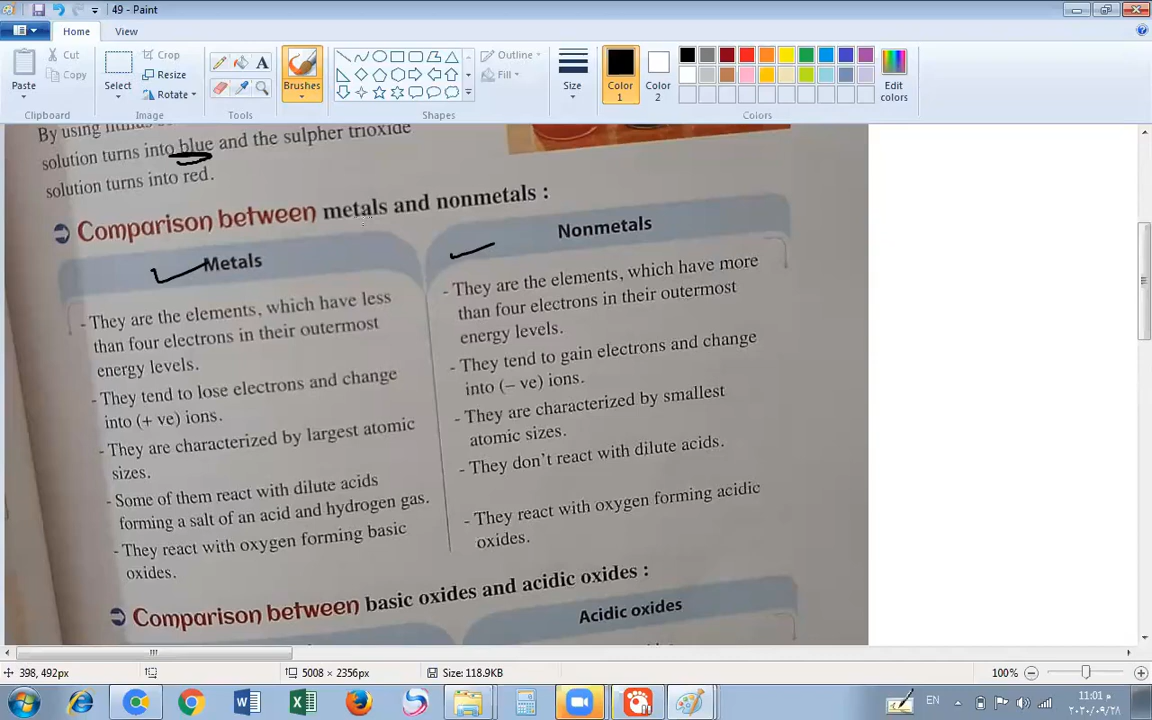 49 - Paint
Home
View
Paste
Cut
Copy
Clipboard
Select
Crop
Resize
Rotate
Image
A
Tools
Brushes
Outline
Fill
Shapes
Size
Color 1
Color 2
Edit colors
Colors
By using
solution turns into blue and the sulpher trioxide
solution turns into red.
Comparison between metals and nonmetals :
Metals
- They are the elements, which have less
than four electrons in their outermost
energy levels.
- They tend to lose electrons and change
into (+ ve) ions.
- They are characterized by largest atomic
sizes.
- Some of them react with dilute acids
forming a salt of an acid and hydrogen gas.
- They react with oxygen forming basic
oxides.
Nonmetals
- They are the elements, which have more
than four electrons in their outermost
energy levels.
- They tend to gain electrons and change
into (– ve) ions.
- They are characterized by smallest
atomic sizes.
- They don't react with dilute acids.
- They react with oxygen forming acidic
oxides.
Comparison between basic oxides and acidic oxides :
Acidic oxides
398, 492px
5008 × 2356px
Size: 118.9KB
100%
EN
11:01 م
٢٠٢٠/٠٩/٢٨